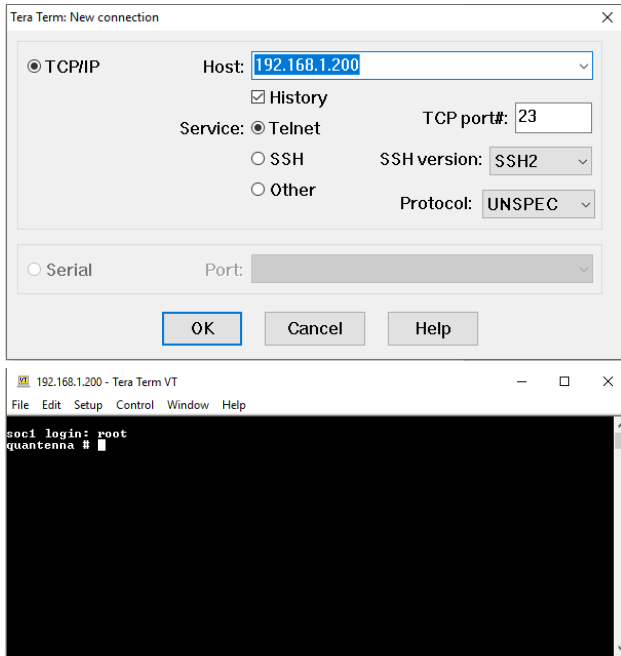 Tera Term: New connection
TCP/IP
Host: 192.168.1.200
History
Service: Telnet
TCP port#: 23
SSH
SSH version: SSH2
Other
Protocol: UNSPEC
Serial
Port:
OK Cancel Help
192.168.1.200 - Tera Term VT
File Edit Setup Control Window Help
soc1 login: root
quantenna #